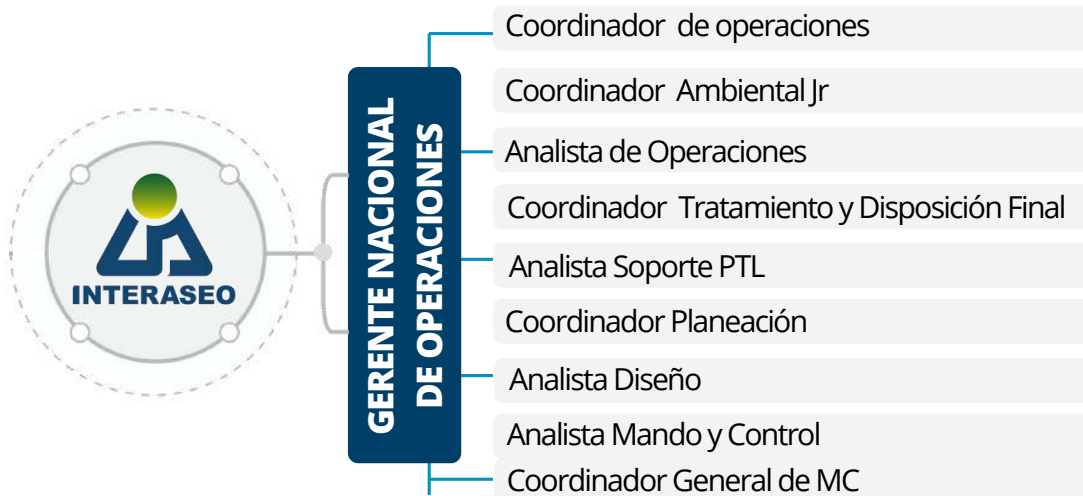 INTERASEO
GERENTE NACIONAL
DE OPERACIONES
Coordinador de operaciones
Coordinador Ambiental Jr
Analista de Operaciones
Coordinador Tratamiento y Disposición Final
Analista Soporte PTL
Coordinador Planeación
Analista Diseño
Analista Mando y Control
Coordinador General de MC